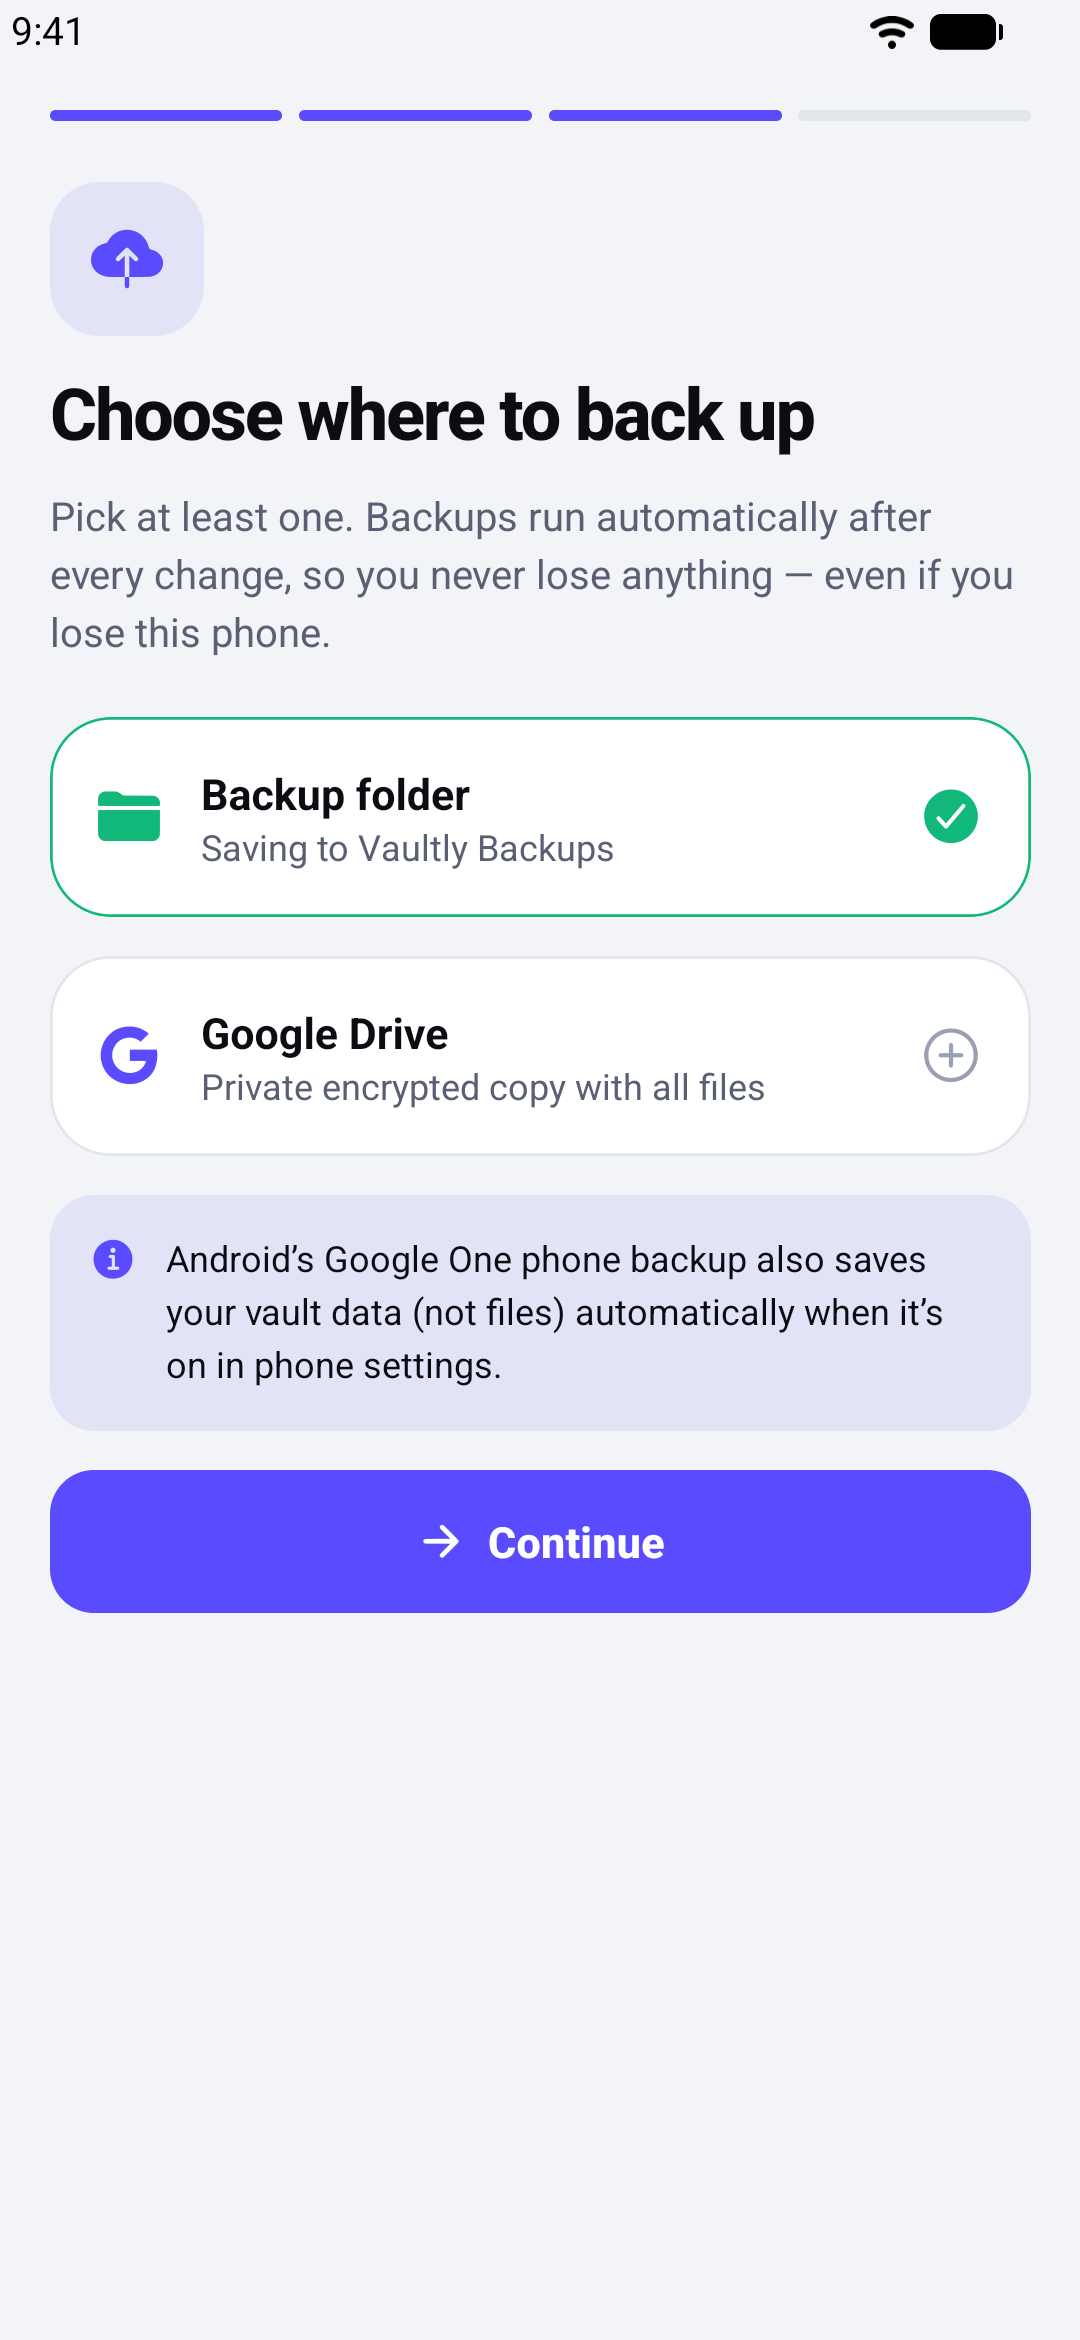 9:41
Choose where to back up
Pick at least one. Backups run automatically after
every change, so you never lose anything — even if you
lose this phone.
Backup folder
Saving to Vaultly Backups
Google Drive
Private encrypted copy with all files
Android’s Google One phone backup also saves
your vault data (not files) automatically when it’s
on in phone settings.
Continue